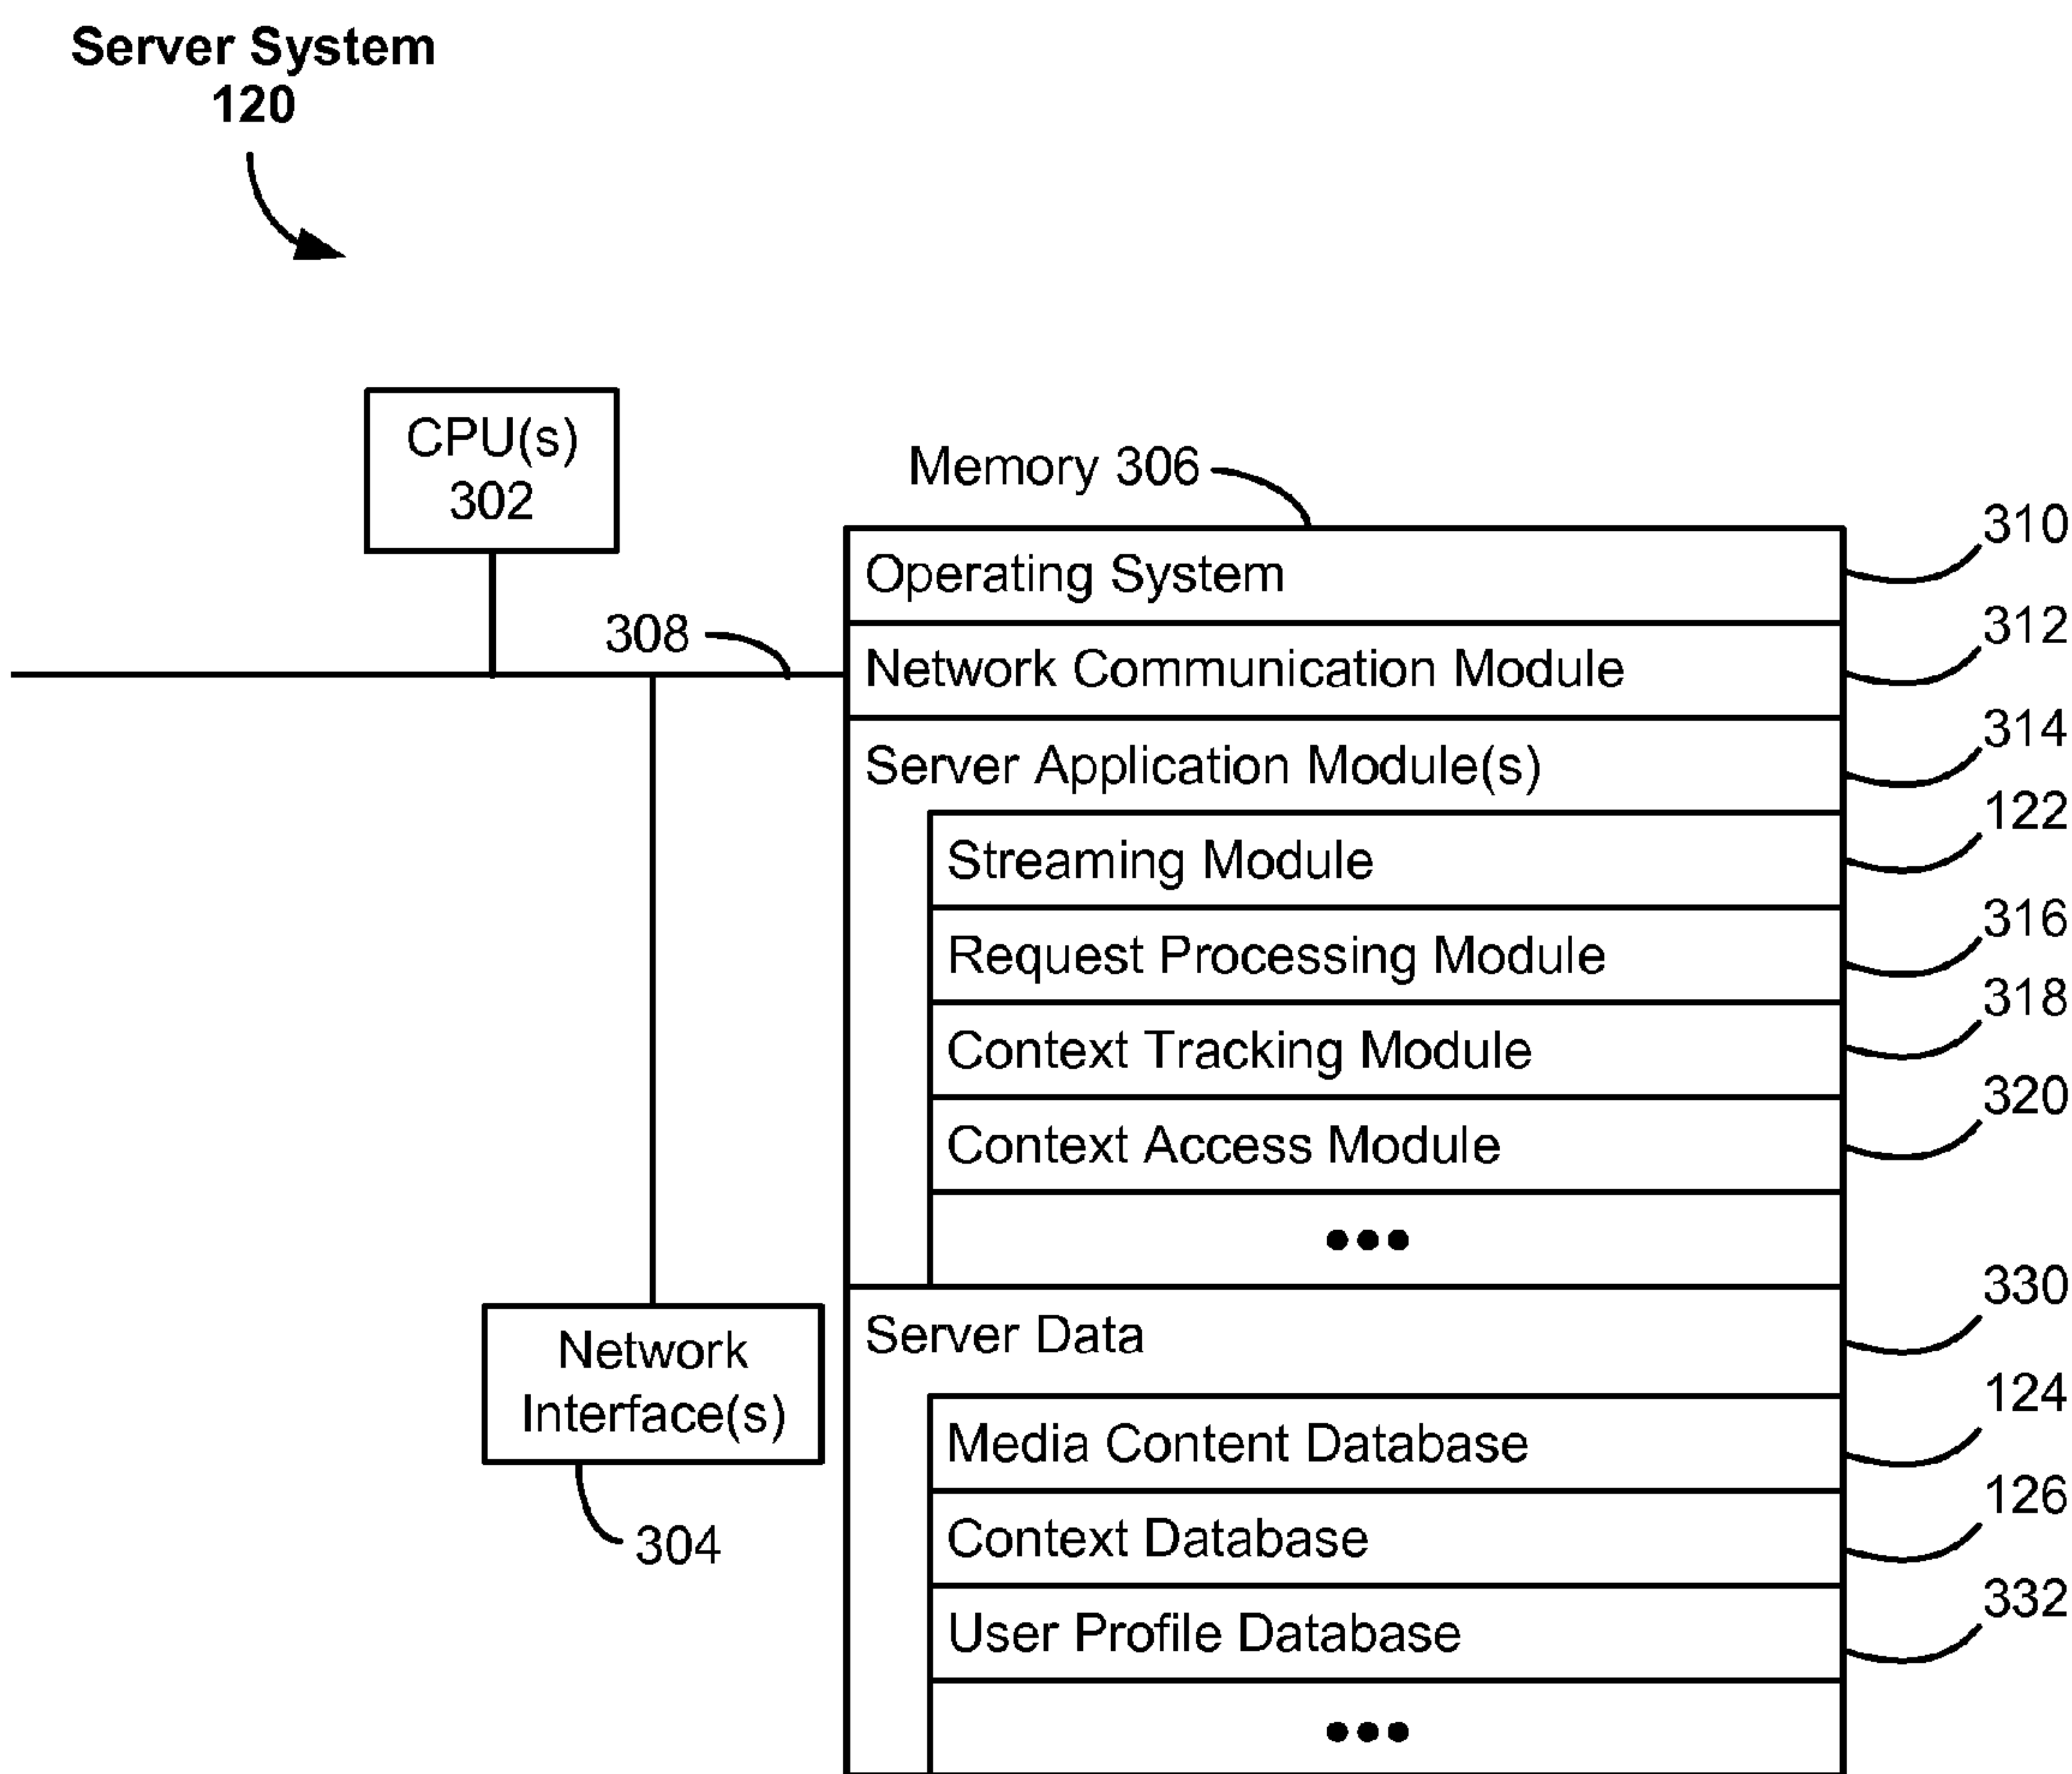 Server System
120
CPU(s)
302
Memory 306
308
Operating System
310
Network Communication Module
312
Server Application Module(s)
314
Streaming Module
122
Request Processing Module
316
Context Tracking Module
318
Context Access Module
320
•••
Server Data
330
Network
Interface(s)
304
Media Content Database
124
Context Database
126
User Profile Database
332
•••